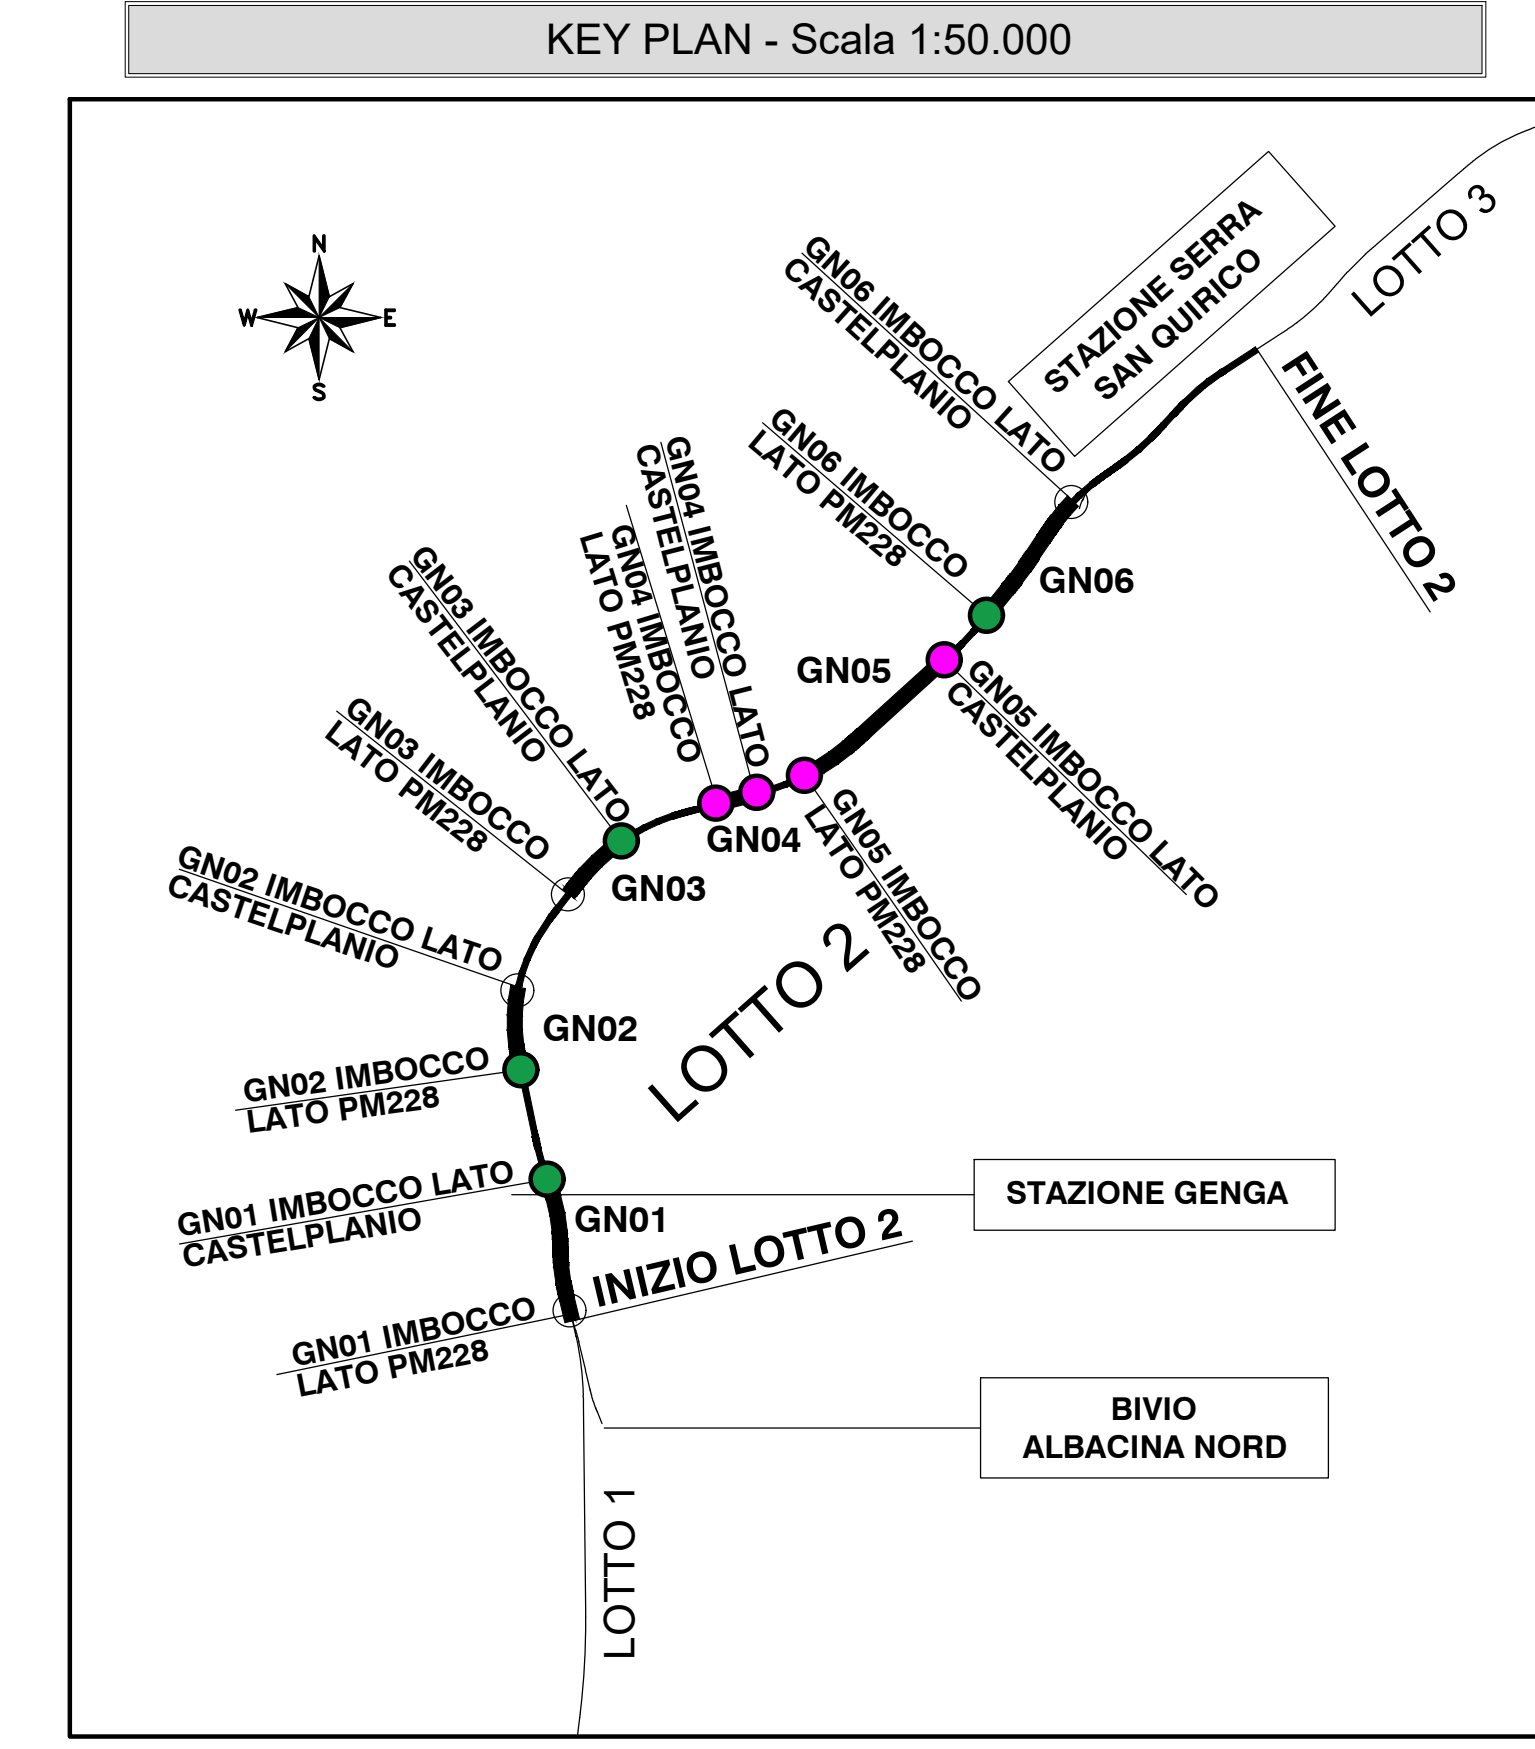 KEY PLAN - Scala 1:50.000
N
W
E
S
STAZIONE SERRA
SAN QUIRICO
LOTTO 3
FINE LOTTO 2
GN06 IMBOCCO LATO
CASTELPLANIO
GN06 IMBOCCO
LATO PM228
GN06
GN04 IMBOCCO LATO
CASTELPLANIO
GN04 IMBOCCO
LATO PM228
GN05
GN05 IMBOCCO LATO
CASTELPLANIO
GN03 IMBOCCO LATO
CASTELPLANIO
GN03 IMBOCCO
LATO PM228
GN04
GN05 IMBOCCO
LATO PM228
GN03
GN02 IMBOCCO LATO
CASTELPLANIO
LOTTO 2
GN02
GN02 IMBOCCO
LATO PM228
GN01 IMBOCCO LATO
CASTELPLANIO
STAZIONE GENGA
GN01
INIZIO LOTTO 2
GN01 IMBOCCO
LATO PM228
BIVIO
ALBACINA NORD
LOTTO 1